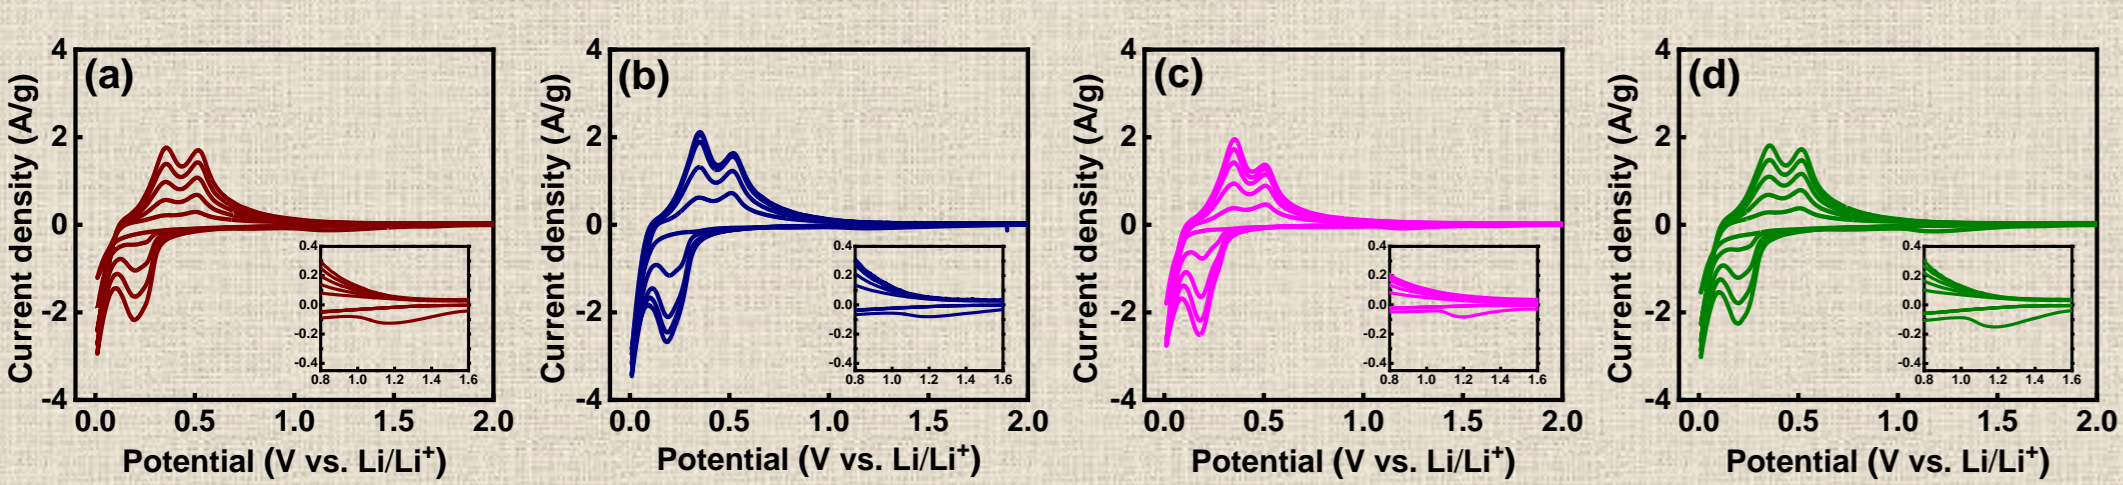 (a)
4
2
0
-2
-4
0.0 0.5 1.0 1.5 2.0
Current density (A/g)
Potential (V vs. Li/Li⁺)
0.4
0.2
0.0
-0.2
-0.4
0.8 1.0 1.2 1.4 1.6
(b)
4
2
0
-2
-4
0.0 0.5 1.0 1.5 2.0
Current density (A/g)
Potential (V vs. Li/Li⁺)
0.4
0.2
0.0
-0.2
-0.4
0.8 1.0 1.2 1.4 1.6
(c)
4
2
0
-2
-4
0.0 0.5 1.0 1.5 2.0
Current density (A/g)
Potential (V vs. Li/Li⁺)
0.4
0.2
0.0
-0.2
-0.4
0.8 1.0 1.2 1.4 1.6
(d)
4
2
0
-2
-4
0.0 0.5 1.0 1.5 2.0
Current density (A/g)
Potential (V vs. Li/Li⁺)
0.4
0.2
0.0
-0.2
-0.4
0.8 1.0 1.2 1.4 1.6